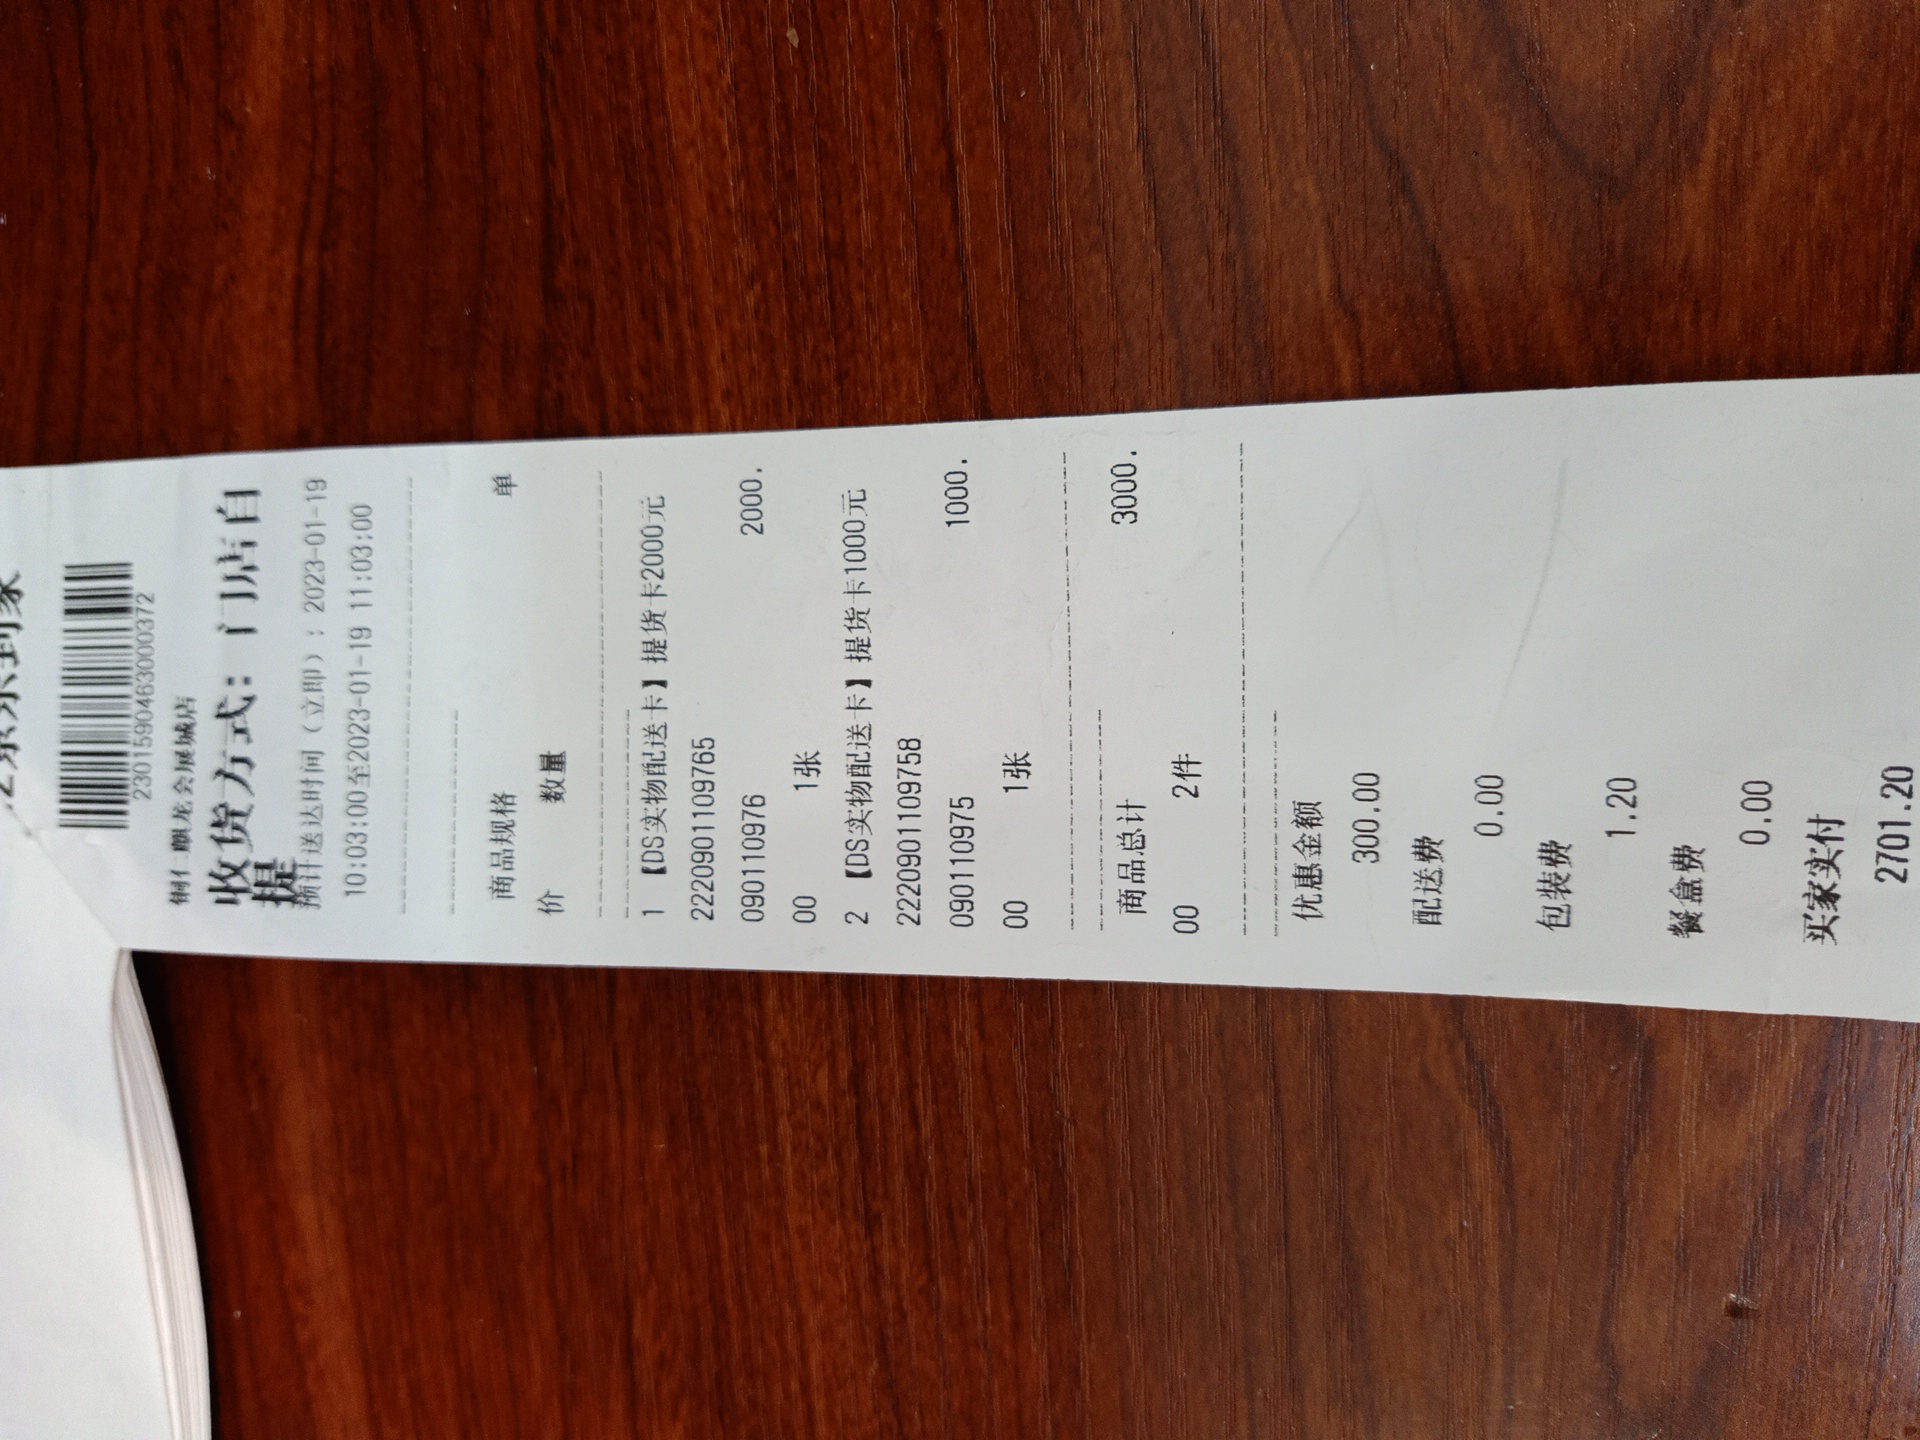 京东到家
2301590463000372
铜仁麒龙会展城店
收货方式：门店自
提
预计送达时间（立即）：2023-01-19
10:03:00至2023-01-19 11:03:00
商品规格 单
价 数量
1 【DS实物配送卡】提货卡2000元
2220901109765
0901110976 2000.
00 1张
2 【DS实物配送卡】提货卡1000元
2220901109758
0901110975 1000.
00 1张
商品总计 3000.
00 2件
优惠金额
300.00
配送费
0.00
包装费
1.20
餐盒费
0.00
买家实付
2701.20